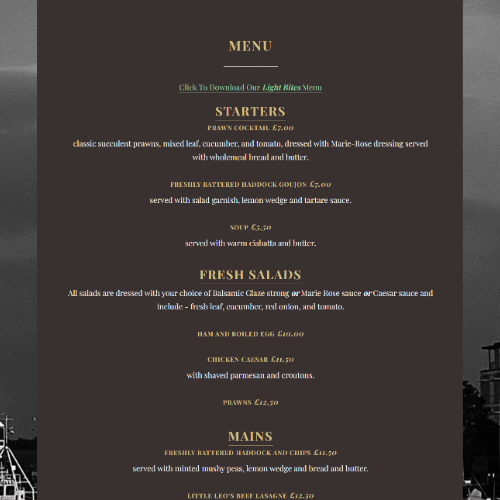 MENU
Click To Download Our Light Bites Menu
STARTERS
PRAWN COCKTAIL £7.00
classic succulent prawns, mixed leaf, cucumber, and tomato, dressed with Marie-Rose dressing served
with wholemeal bread and butter.
FRESHLY BATTERED HADDOCK GOUJON £7.00
served with salad garnish, lemon wedge and tartare sauce.
SOUP £5.50
served with warm ciabatta and butter.
FRESH SALADS
All salads are dressed with your choice of Balsamic Glaze strong or Marie Rose sauce or Caesar sauce and
include - fresh leaf, cucumber, red onion, and tomato.
HAM AND BOILED EGG £10.00
CHICKEN CAESAR £11.50
with shaved parmesan and croutons.
PRAWNS £12.50
MAINS
FRESHLY BATTERED HADDOCK AND CHIPS £11.50
served with minted mushy peas, lemon wedge and bread and butter.
LITTLE LEO'S BEEF LASAGNE £12.50